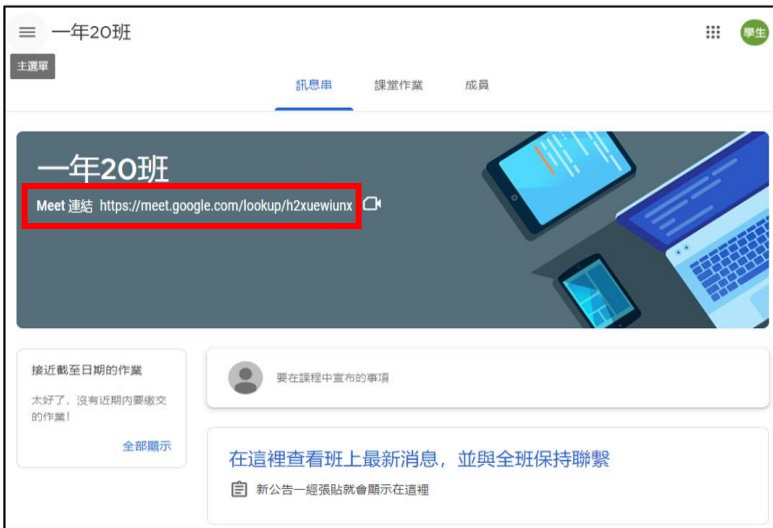 一年20班
學生
主選單
訊息串
課堂作業
成員
一年20班
Meet 連結 https://meet.google.com/lookup/h2xuewiunx
接近截至日期的作業
太好了，沒有近期內要繳交
的作業！
全部顯示
要在課程中宣布的事項
在這裡查看班上最新消息，並與全班保持聯繫
新公告一經張貼就會顯示在這裡